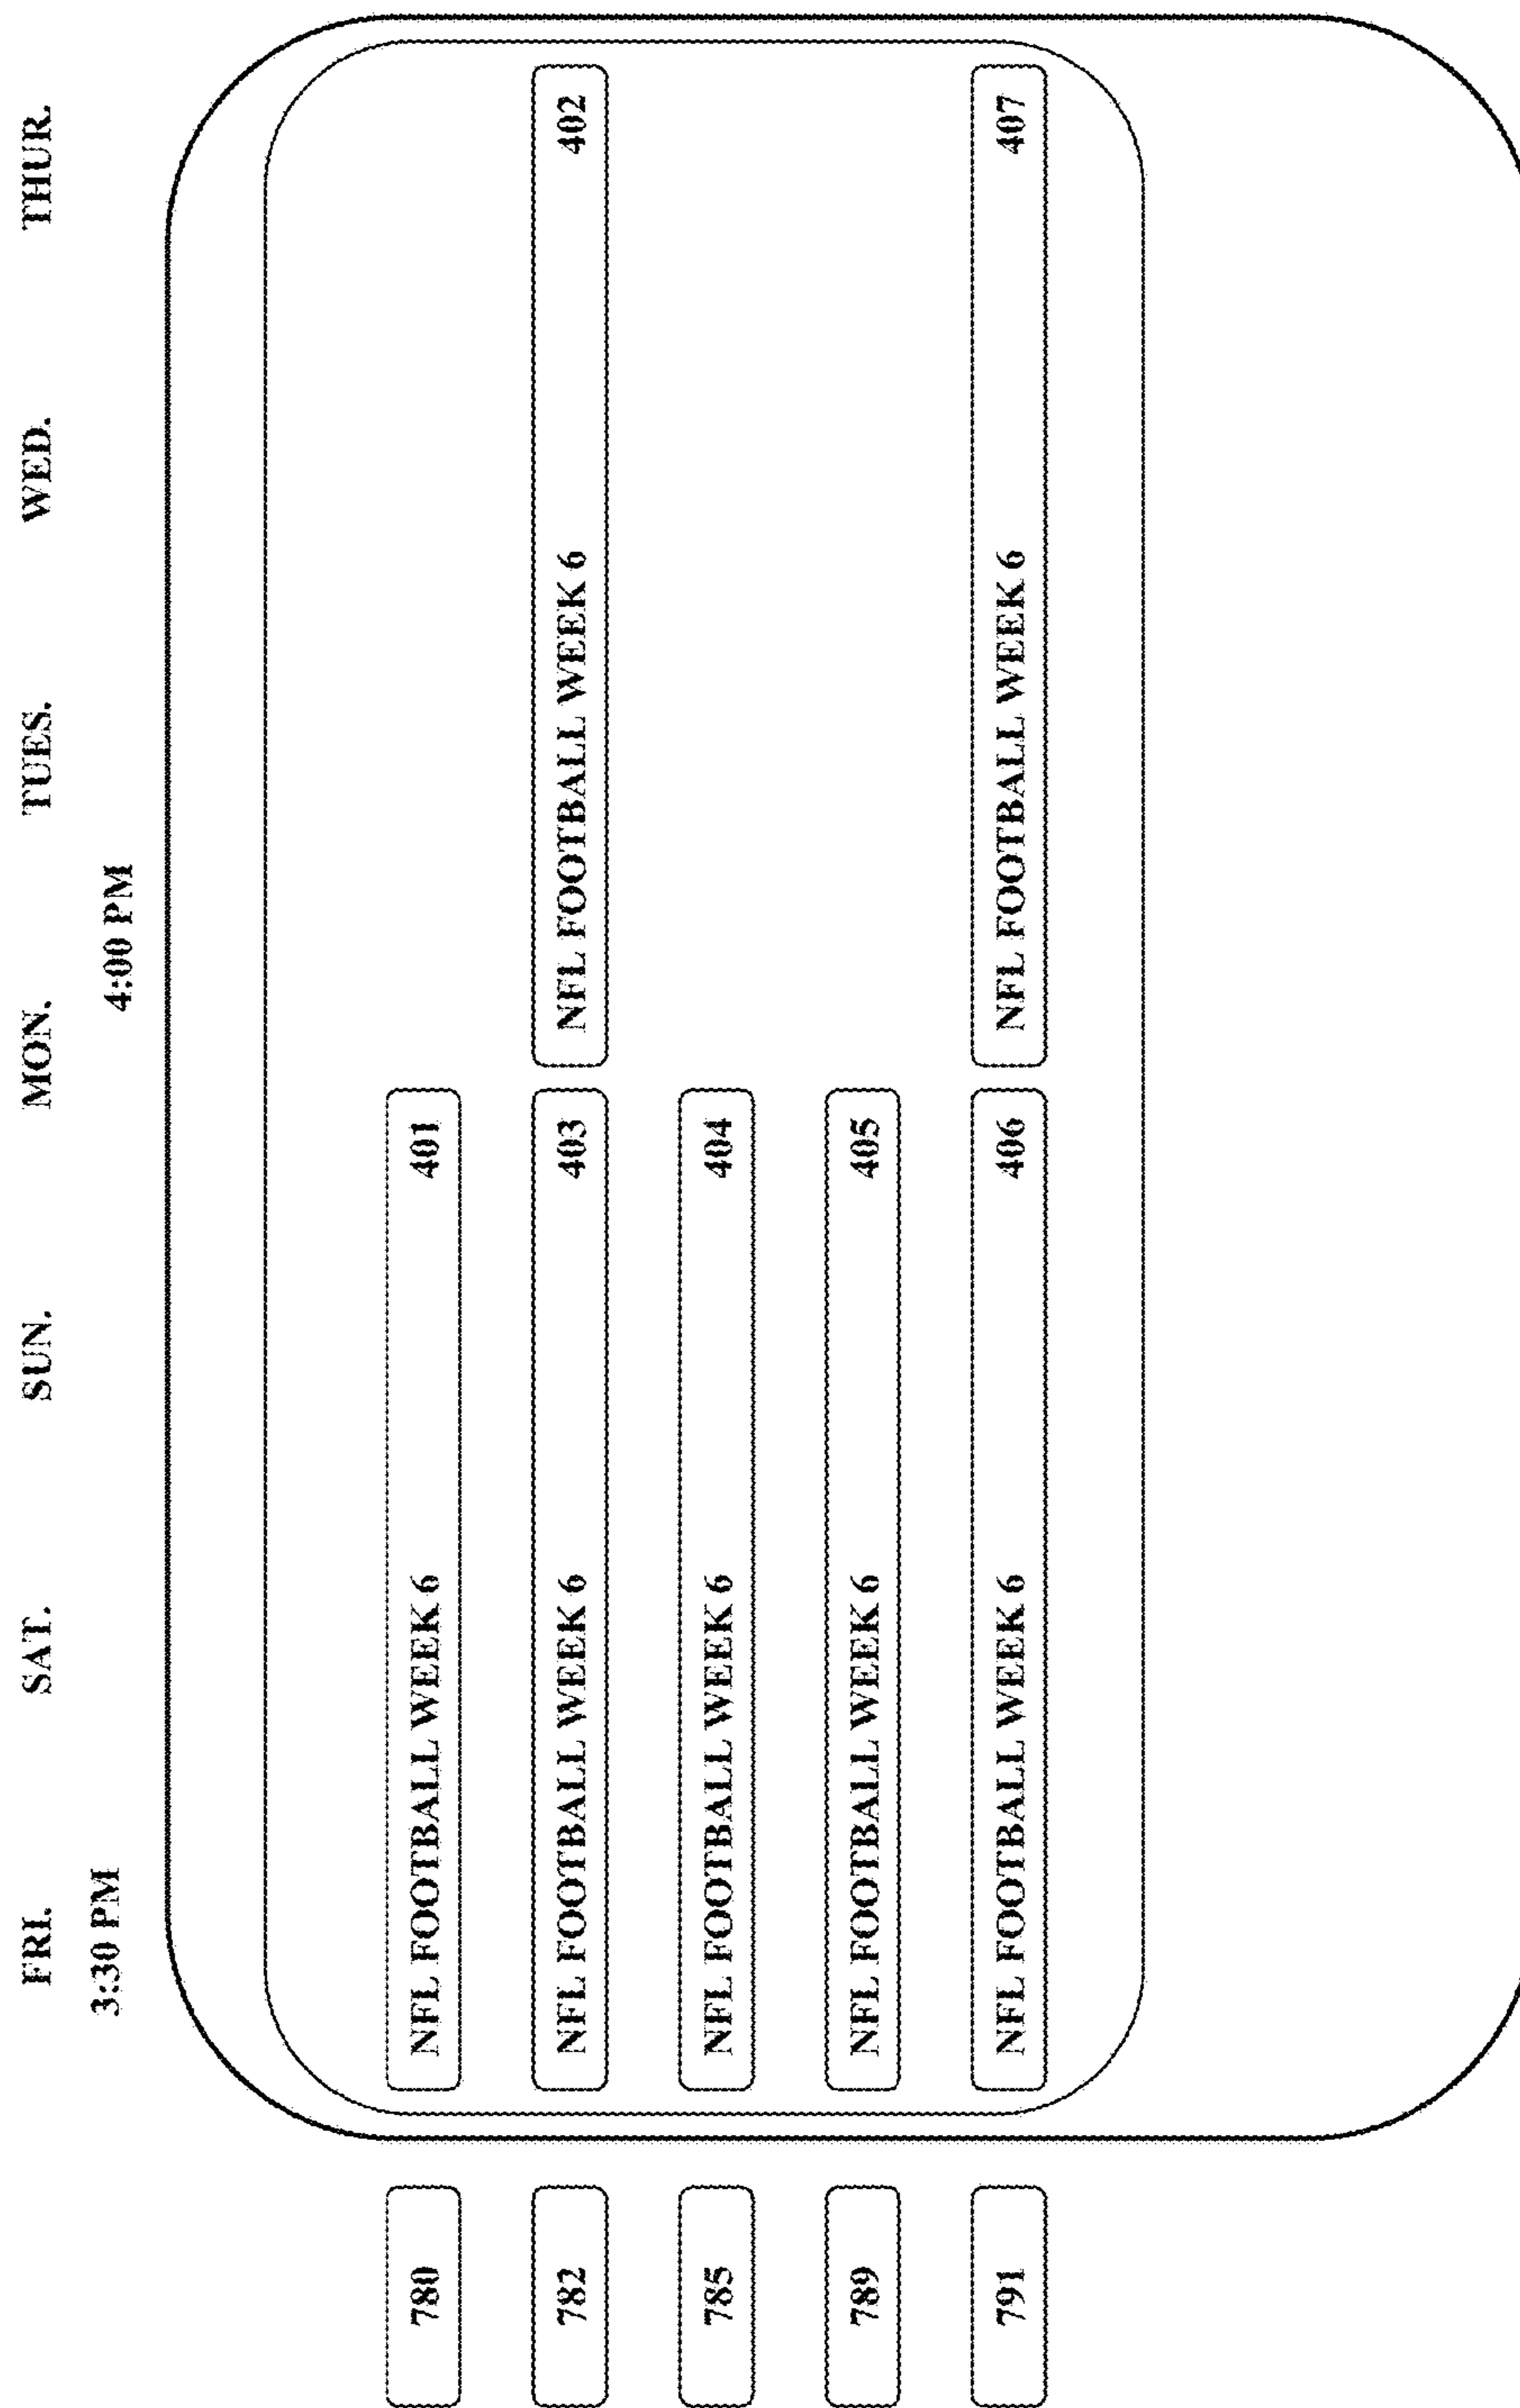 FRI. SAT. SUN. MON. TUES. WED. THUR.
3:30 PM 4:00 PM
780 NFL FOOTBALL WEEK 6 401
782 NFL FOOTBALL WEEK 6 403 NFL FOOTBALL WEEK 6 402
785 NFL FOOTBALL WEEK 6 404
789 NFL FOOTBALL WEEK 6 405
791 NFL FOOTBALL WEEK 6 406 NFL FOOTBALL WEEK 6 407